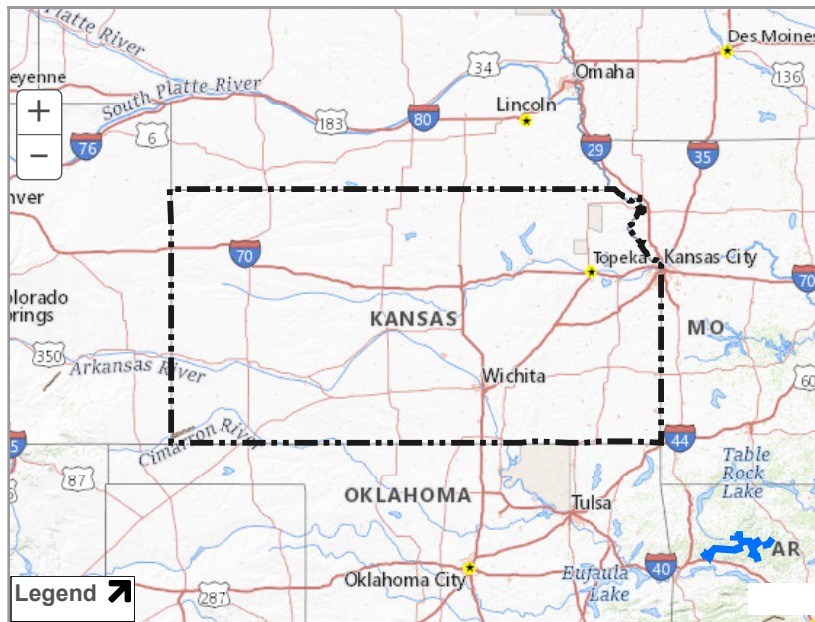 Platte River
Des Moines
eyenne
34
Omaha
136
+
South Platte River
Lincoln
183
80
76
6
29
35
−
nver
70
Topeka
Kansas City
70
olorado
rings
KANSAS
MO
350
Arkansas River
Wichita
60
Cimarron River
5
44
87
Table
Rock
Lake
OKLAHOMA
Tulsa
AR
Oklahoma City
Eufaula
Lake
40
Legend
287